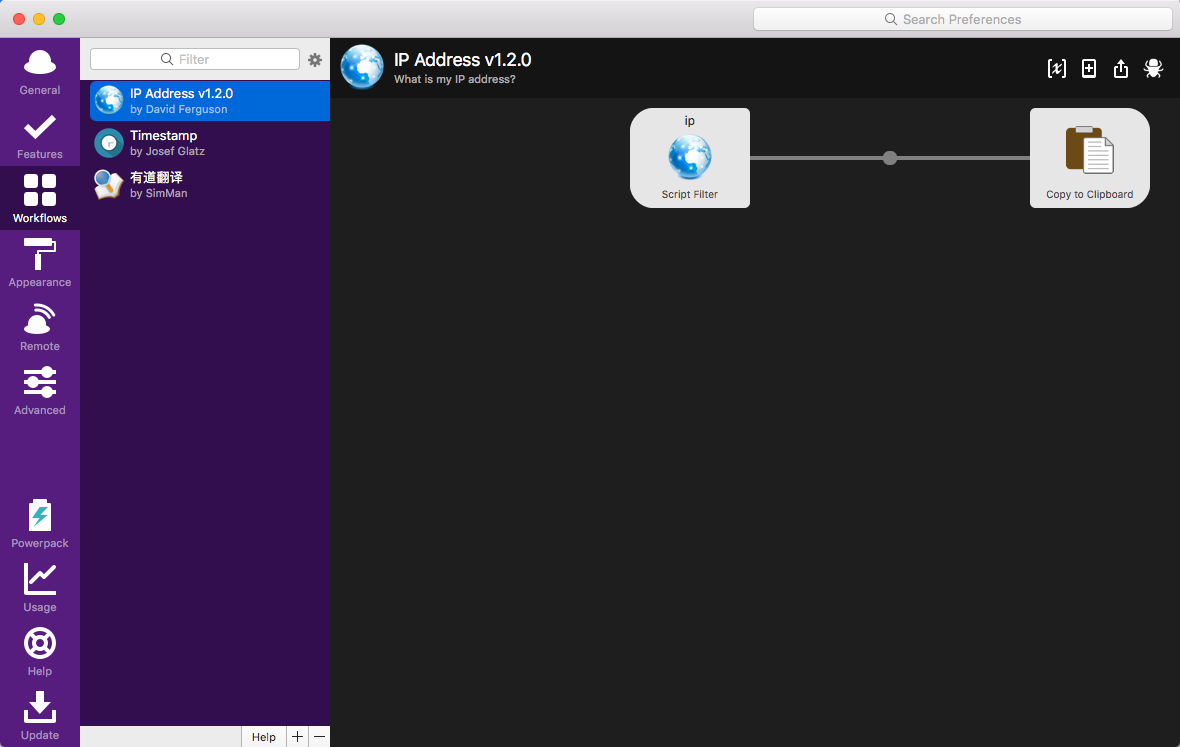 Search Preferences
General
Features
Workflows
Appearance
Remote
Advanced
Powerpack
Usage
Help
Update
Filter
IP Address v1.2.0
by David Ferguson
Timestamp
by Josef Glatz
有道翻译
by SimMan
Help
IP Address v1.2.0
What is my IP address?
ip
Script Filter
Copy to Clipboard